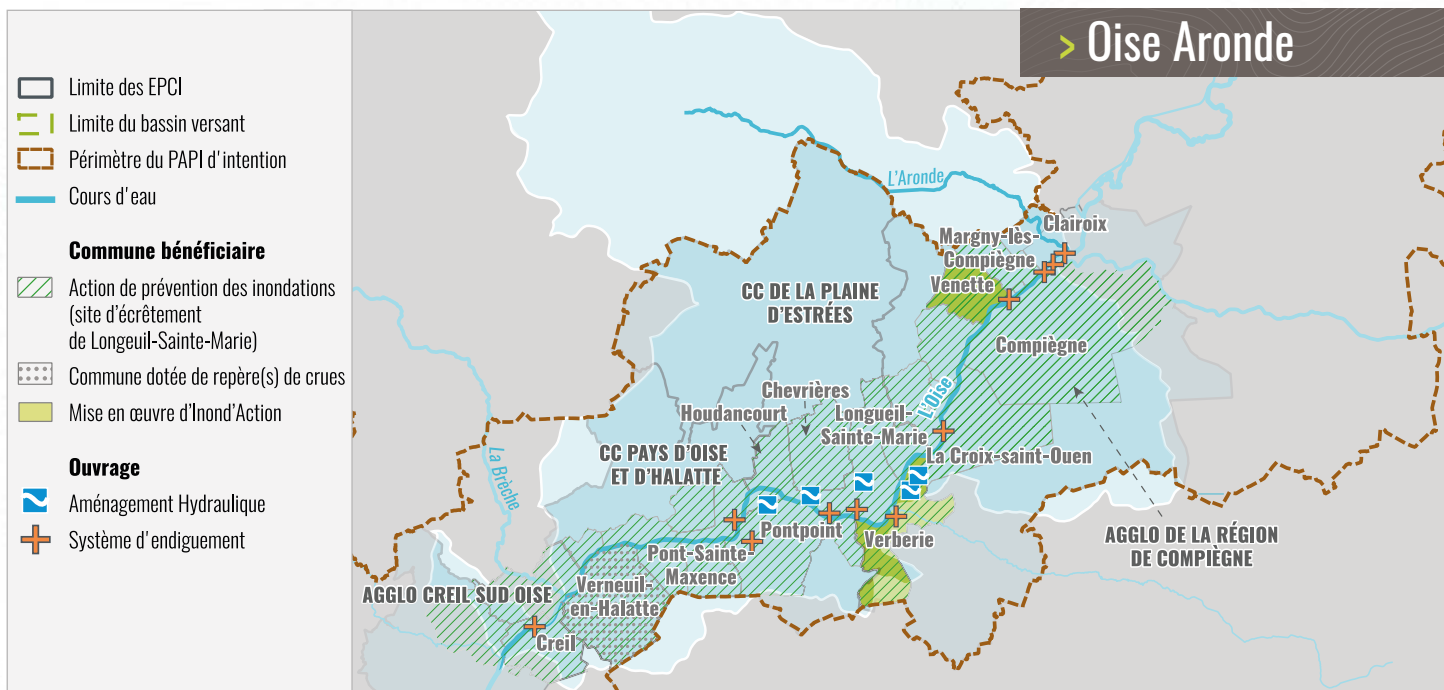 > Oise Aronde
Limite des EPCI
Limite du bassin versant
Périmètre du PAPI d'intention
Cours d'eau
Commune bénéficiaire
Action de prévention des inondations
(site d'écrêtement
de Longeuil-Sainte-Marie)
Commune dotée de repère(s) de crues
Mise en œuvre d'Inond'Action
Ouvrage
Aménagement Hydraulique
Système d'endiguement
L'Aronde
Clairoix
Margny-lès-
Compiègne
Venette
CC DE LA PLAINE
D'ESTRÉES
Compiègne
Chevrières
L'Oise
Houdancourt
Longueil-
Sainte-Marie
CC PAYS D'OISE
ET D'HALATTE
La Croix-saint-Ouen
La Brèche
Pontpoint
Verberie
AGGLO DE LA RÉGION
DE COMPIÈGNE
Pont-Sainte-
Maxence
AGGLO CREIL SUD OISE
Verneuil-
en-Halatte
Creil